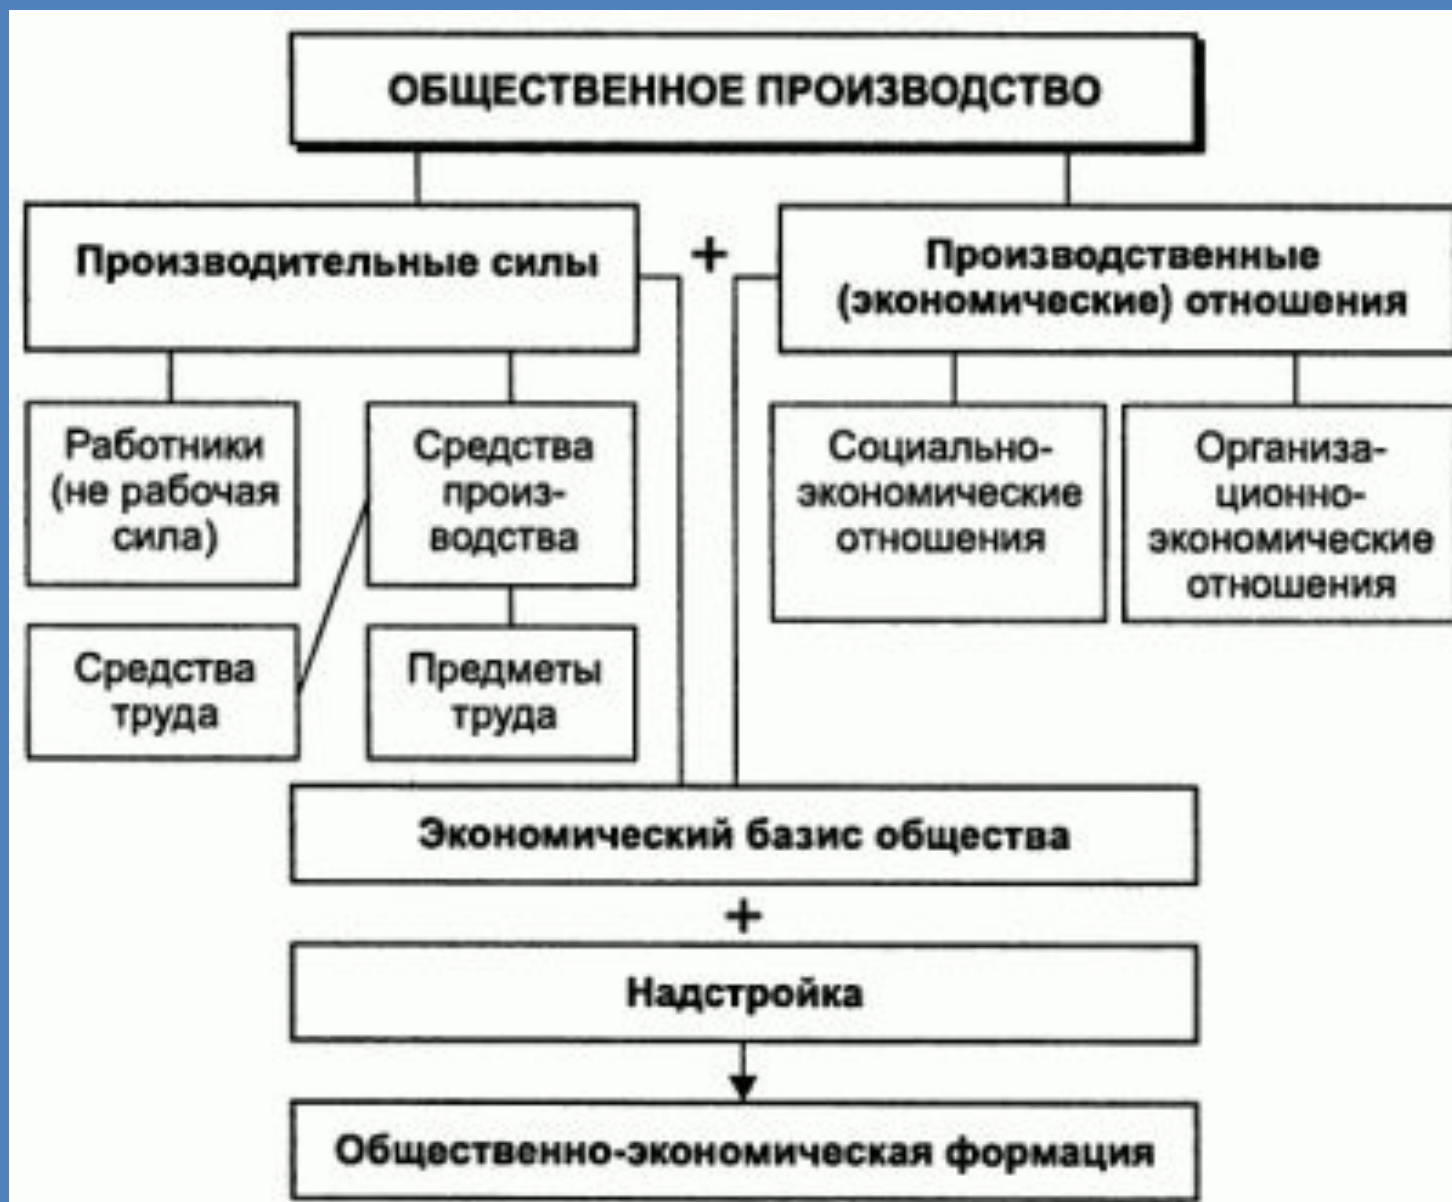 ОБЩЕСТВЕННОЕ ПРОИЗВОДСТВО
Производительные силы
+
Производственные
(экономические) отношения
Работники
(не рабочая
сила)
Средства
произ-
водства
Социально-
экономические
отношения
Организа-
ционно-
экономические
отношения
Средства
труда
Предметы
труда
Экономический базис общества
+
Надстройка
Общественно-экономическая формация